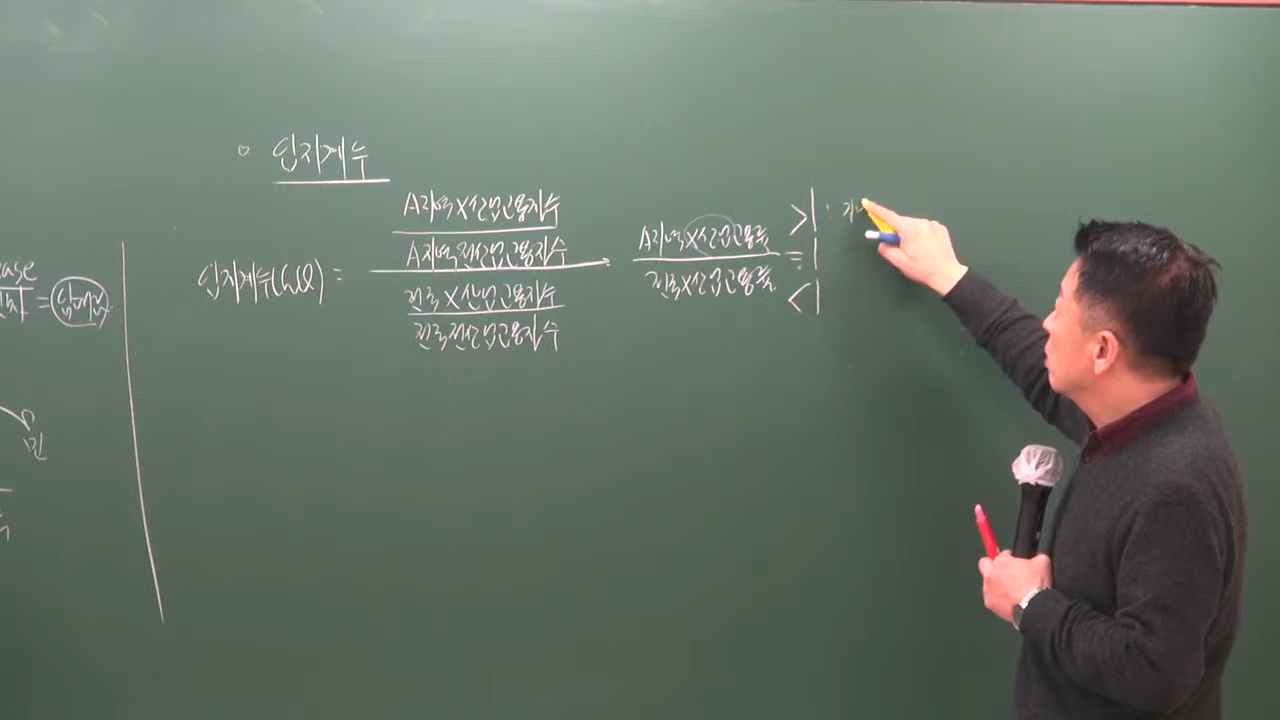 입지계수
A지역 X산업고용자수
A지역 전산업고용자수
입지계수(LQ) =
전국 X산업고용자수
전국 전산업고용자수
A지역 X산업고용률
전국 X산업고용률
> 1 :
= 1
< 1
ease
=